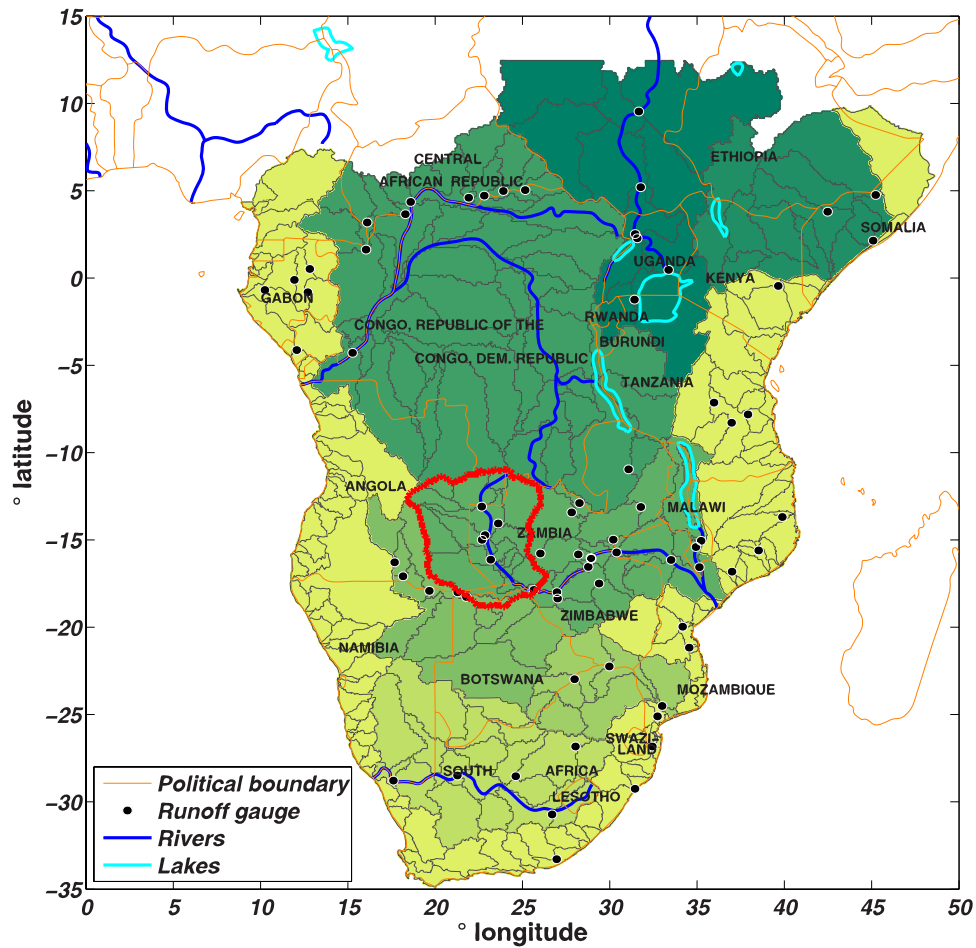 15
10
5
0
−5
−10
−15
−20
−25
−30
−35
° latitude
CENTRAL
AFRICAN REPUBLIC
ETHIOPIA
SOMALIA
UGANDA
KENYA
GABON
RWANDA
CONGO, REPUBLIC OF THE
BURUNDI
CONGO, DEM. REPUBLIC
TANZANIA
ANGOLA
MALAWI
ZAMBIA
ZIMBABWE
NAMIBIA
BOTSWANA
MOZAMBIQUE
SWAZI-
LAND
SOUTH AFRICA
LESOTHO
Political boundary
Runoff gauge
Rivers
Lakes
0 5 10 15 20 25 30 35 40 45 50
° longitude